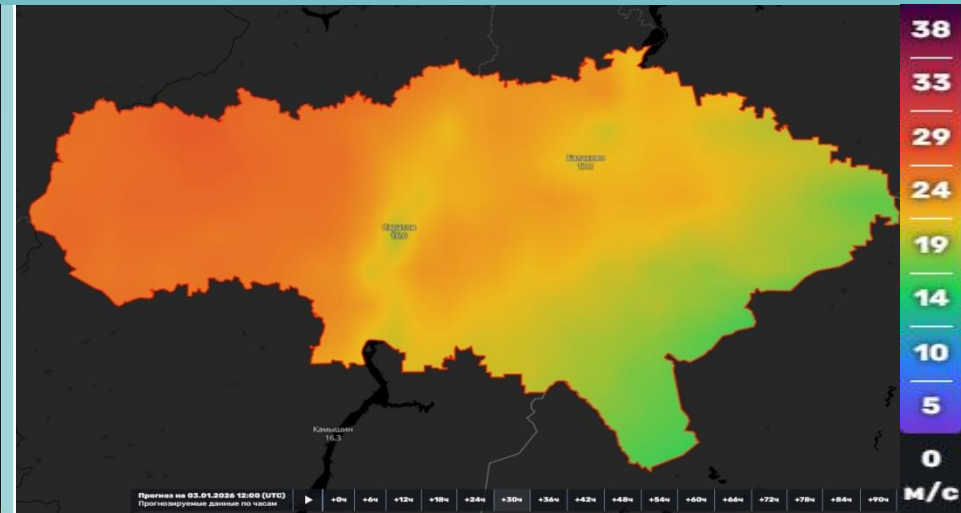 38
33
29
24
19
14
10
5
0
м/с
Балаково
Саратов
Камышин
16.3
Прогноз на 03.01.2026 12:00 (UTC)
Прогнозируемые данные по часам
+0ч +6ч +12ч +18ч +24ч +30ч +36ч +42ч +48ч +54ч +60ч +66ч +72ч +78ч +84ч +90ч